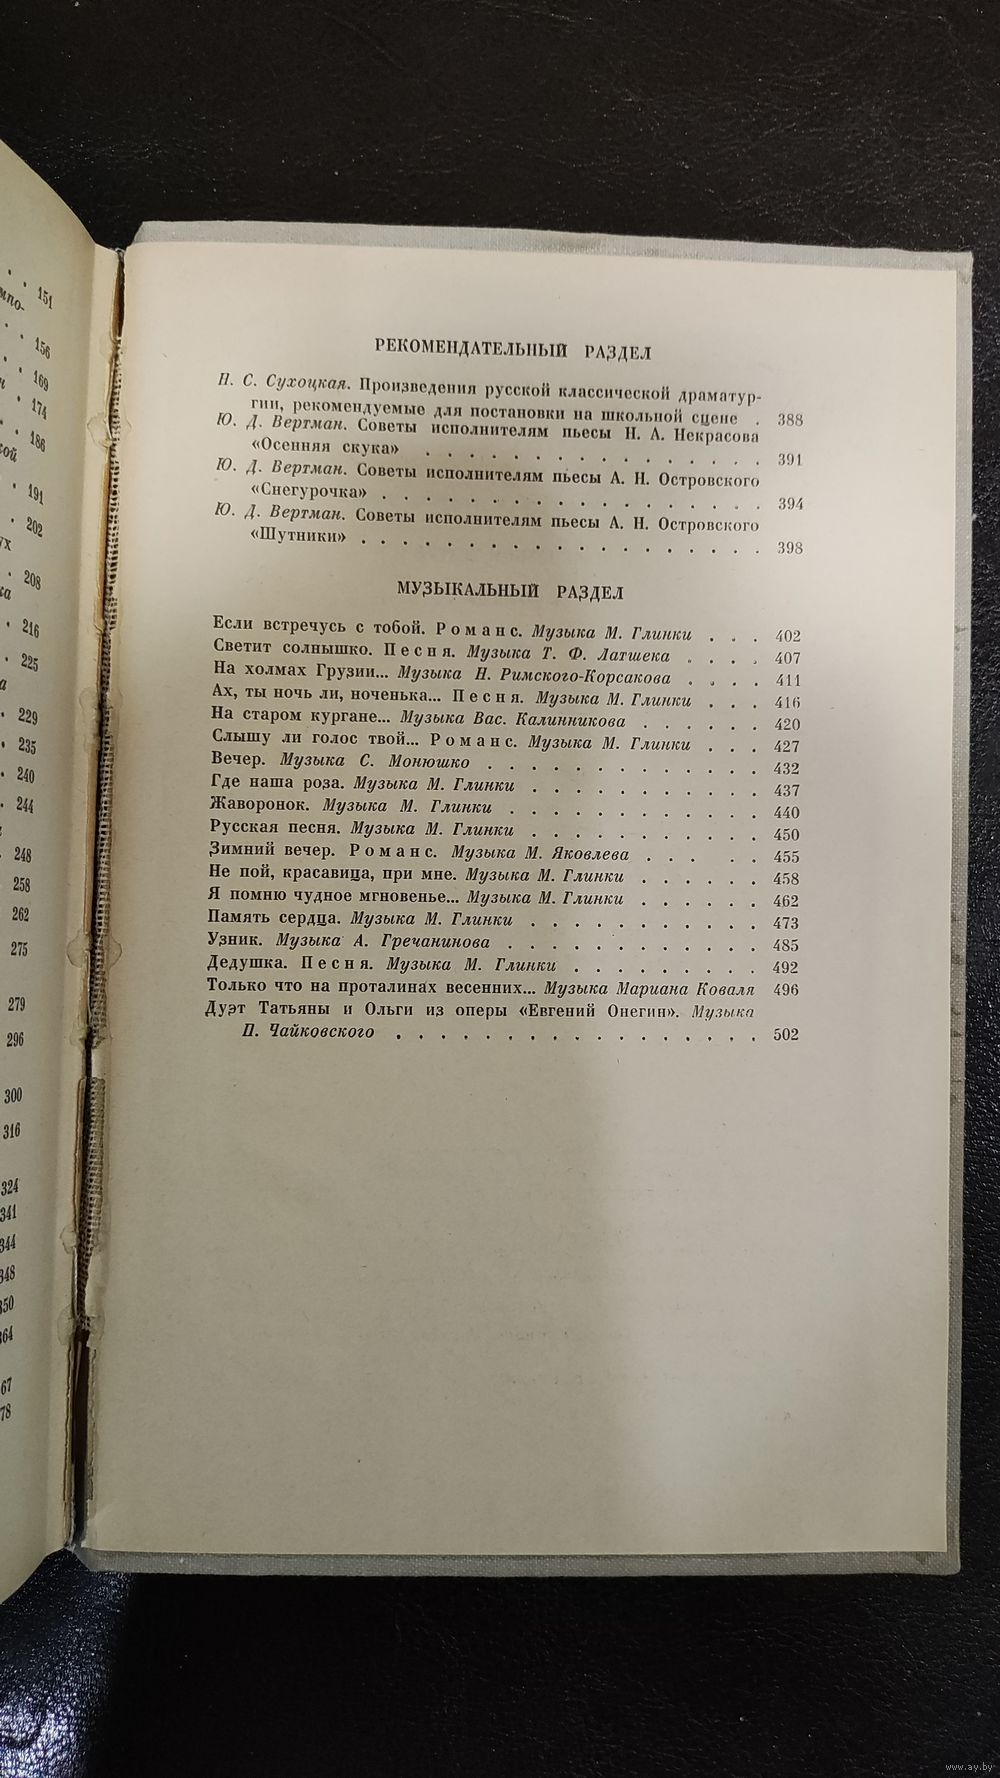 151
мпо-
156
169
174
186
кой
191
202
ух
208
ка
216
225
а
229
235
240
244
248
258
262
275
279
296
300
316
324
341
344
348
350
364
67
78
РЕКОМЕНДАТЕЛЬНЫЙ РАЗДЕЛ
Н. С. Сухоцкая. Произведения русской классической драматур-
гии, рекомендуемые для постановки на школьной сцене . 388
Ю. Д. Вертман. Советы исполнителям пьесы Н. А. Некрасова
«Осенняя скука» . . . . . . . . . . . . . . 391
Ю. Д. Вертман. Советы исполнителям пьесы А. Н. Островского
«Снегурочка» . . . . . . . . . . . . . . . 394
Ю. Д. Вертман. Советы исполнителям пьесы А. Н. Островского
«Шутники» . . . . . . . . . . . . . . . . 398
МУЗЫКАЛЬНЫЙ РАЗДЕЛ
Если встречусь с тобой. Романс. Музыка М. Глинки . . . 402
Светит солнышко. Песня. Музыка Т. Ф. Латшека . . . . 407
На холмах Грузии... Музыка Н. Римского-Корсакова . . . . 411
Ах, ты ночь ли, ноченька... Песня. Музыка М. Глинки . . . 416
На старом кургане... Музыка Вас. Калинникова . . . . . 420
Слышу ли голос твой... Романс. Музыка М. Глинки . . . 427
Вечер. Музыка С. Монюшко . . . . . . . . . . . 432
Где наша роза. Музыка М. Глинки . . . . . . . . . 437
Жаворонок. Музыка М. Глинки . . . . . . . . . . 440
Русская песня. Музыка М. Глинки . . . . . . . . . 450
Зимний вечер. Романс. Музыка М. Яковлева . . . . . 455
Не пой, красавица, при мне. Музыка М. Глинки . . . . . 458
Я помню чудное мгновенье... Музыка М. Глинки . . . . . 462
Память сердца. Музыка М. Глинки . . . . . . . . . 473
Узник. Музыка А. Гречанинова . . . . . . . . . . 485
Дедушка. Песня. Музыка М. Глинки . . . . . . . . 492
Только что на проталинах весенних... Музыка Мариана Коваля 496
Дуэт Татьяны и Ольги из оперы «Евгений Онегин». Музыка
П. Чайковского . . . . . . . . . . . . . . . 502
www.ay.by